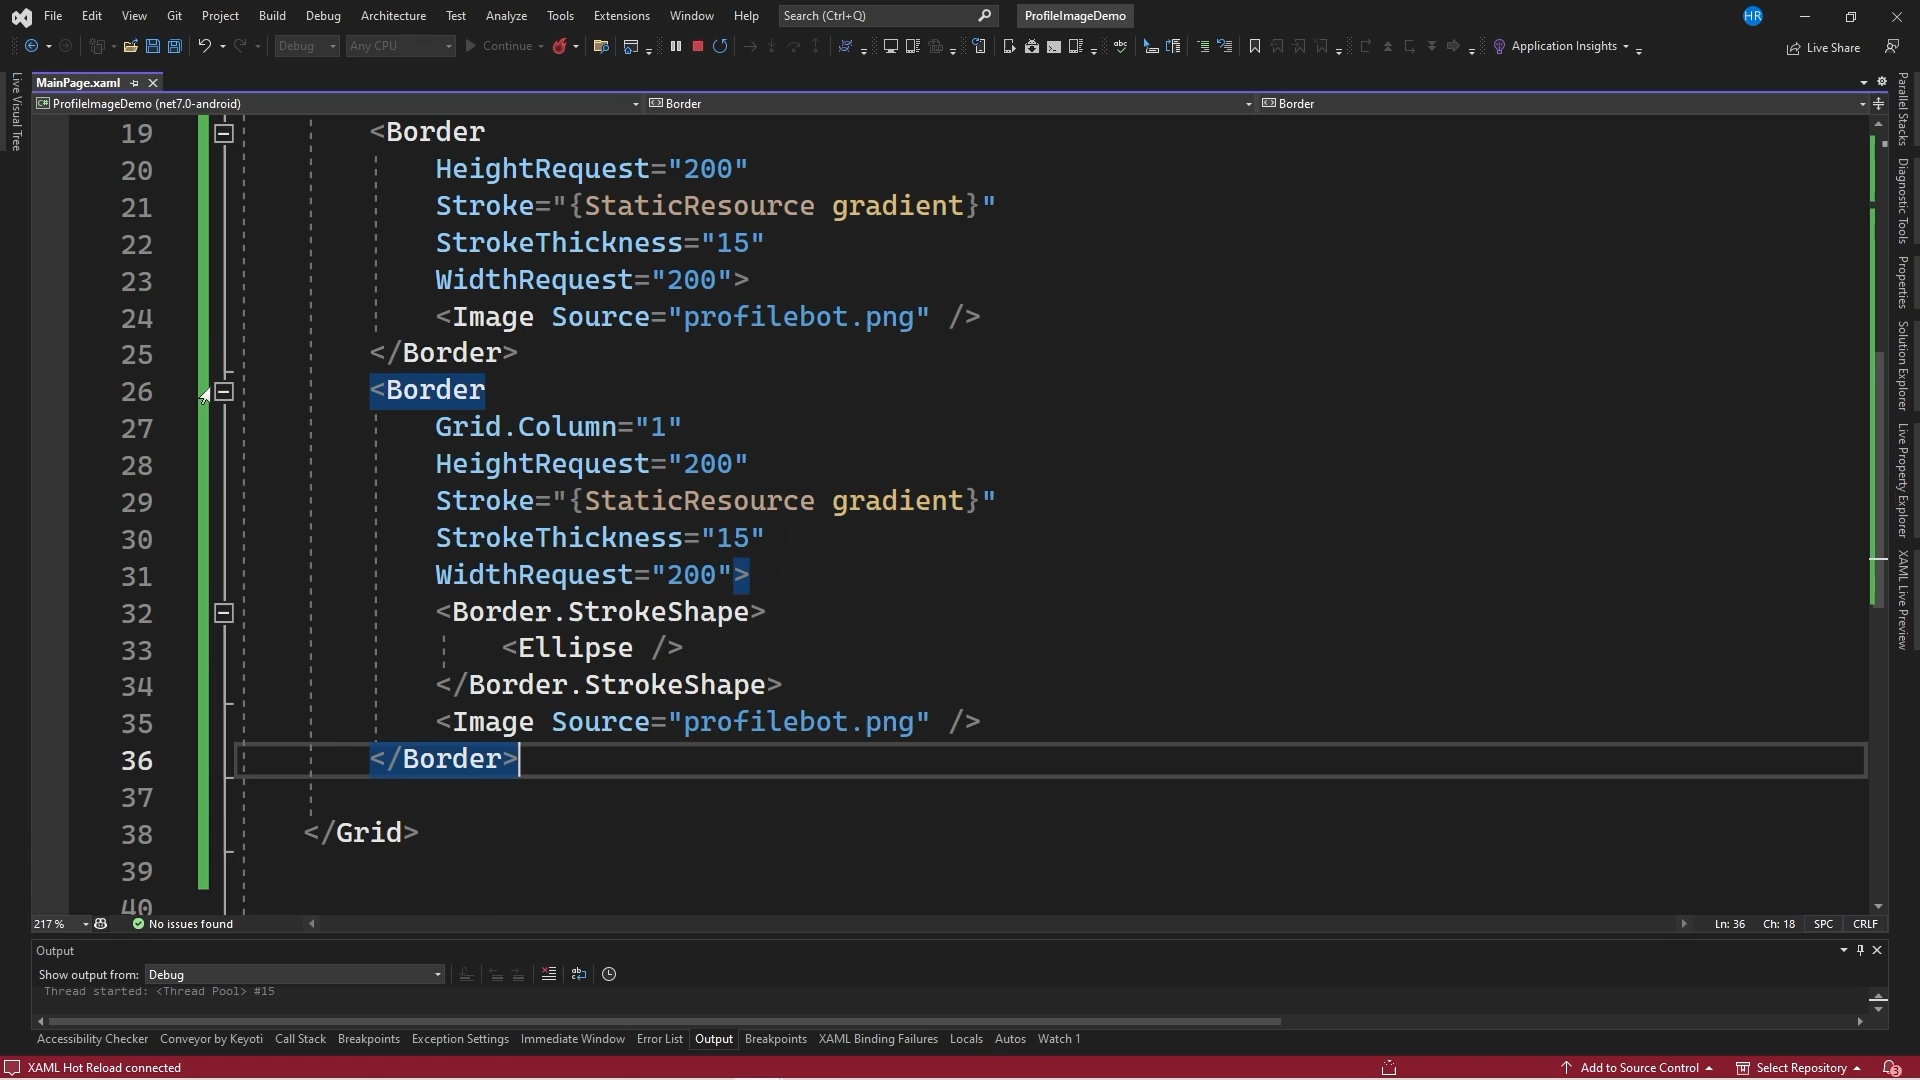 File Edit View Git Project Build Debug Architecture Test Analyze Tools Extensions Window Help Search (Ctrl+Q) ProfileImageDemo HR
Debug Any CPU Continue Application Insights Live Share
MainPage.xaml
ProfileImageDemo (net7.0-android) Border Border
Live Visual Tree
19 <Border
20 HeightRequest="200"
21 Stroke="{StaticResource gradient}"
22 StrokeThickness="15"
23 WidthRequest="200">
24 <Image Source="profilebot.png" />
25 </Border>
26 <Border
27 Grid.Column="1"
28 HeightRequest="200"
29 Stroke="{StaticResource gradient}"
30 StrokeThickness="15"
31 WidthRequest="200">
32 <Border.StrokeShape>
33 <Ellipse />
34 </Border.StrokeShape>
35 <Image Source="profilebot.png" />
36 </Border>
37
38 </Grid>
39
40
Parallel Stacks
Diagnostic Tools
Properties
Solution Explorer
Live Property Explorer
XAML Live Preview
217 % No issues found Ln: 36 Ch: 18 SPC CRLF
Output
Show output from: Debug
Thread started: <Thread Pool> #15
Accessibility Checker Conveyor by Keyoti Call Stack Breakpoints Exception Settings Immediate Window Error List Output Breakpoints XAML Binding Failures Locals Autos Watch 1
XAML Hot Reload connected Add to Source Control Select Repository 3